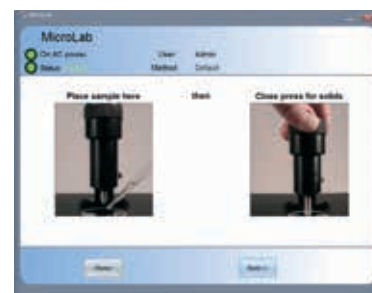 MicroLab
On AC power User: Admin
Status: Method: Default
Place sample here then Close press for solids